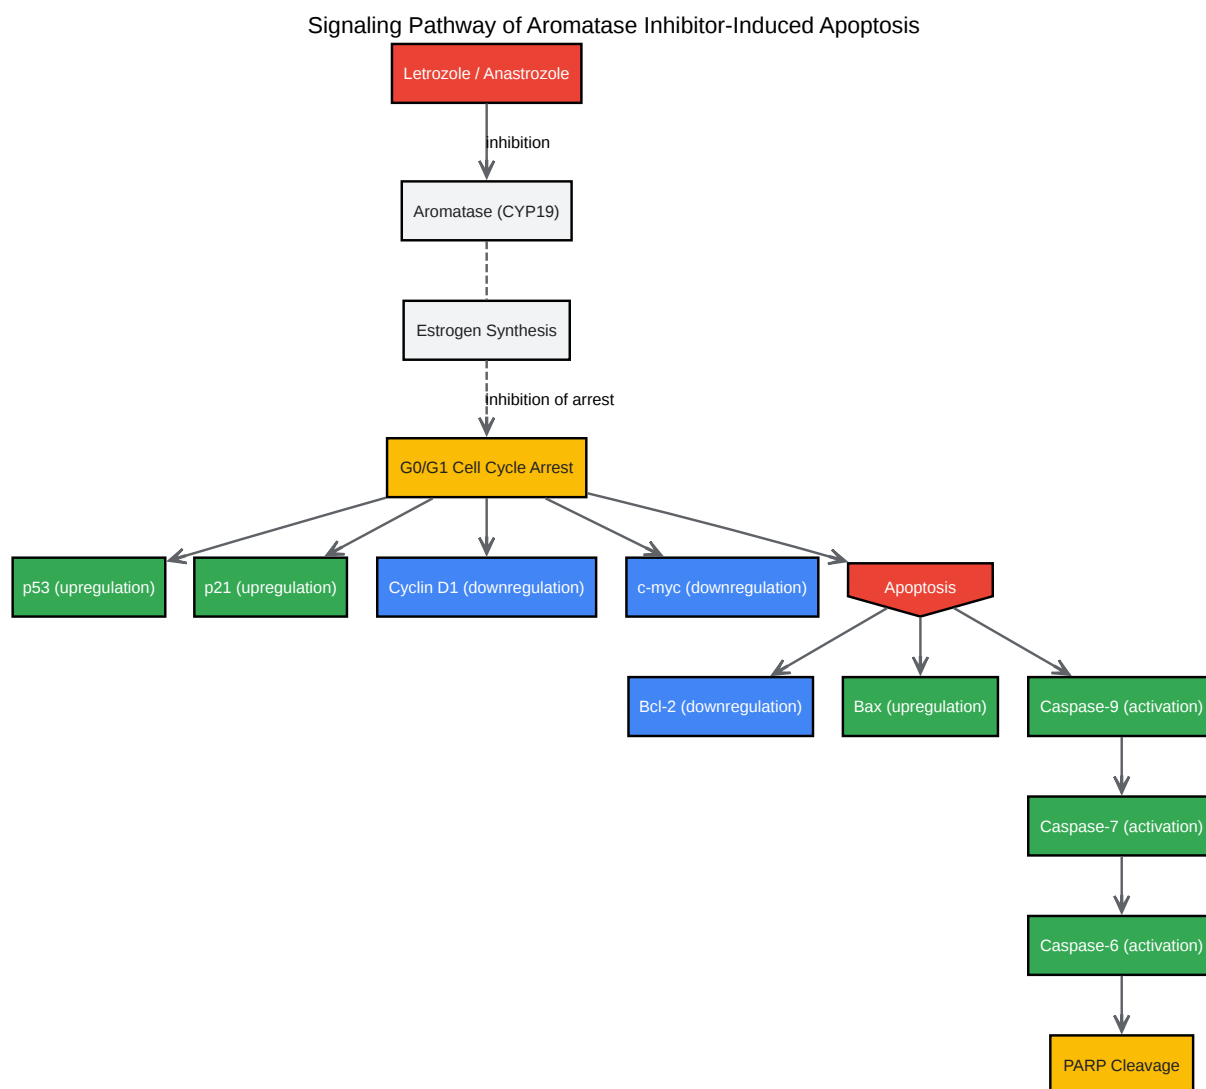 Signaling Pathway of Aromatase Inhibitor-Induced Apoptosis
Letrozole / Anastrozole
inhibition
Aromatase (CYP19)
Estrogen Synthesis
inhibition of arrest
G0/G1 Cell Cycle Arrest
p53 (upregulation)
p21 (upregulation)
Cyclin D1 (downregulation)
c-myc (downregulation)
Apoptosis
Bcl-2 (downregulation)
Bax (upregulation)
Caspase-9 (activation)
Caspase-7 (activation)
Caspase-6 (activation)
PARP Cleavage